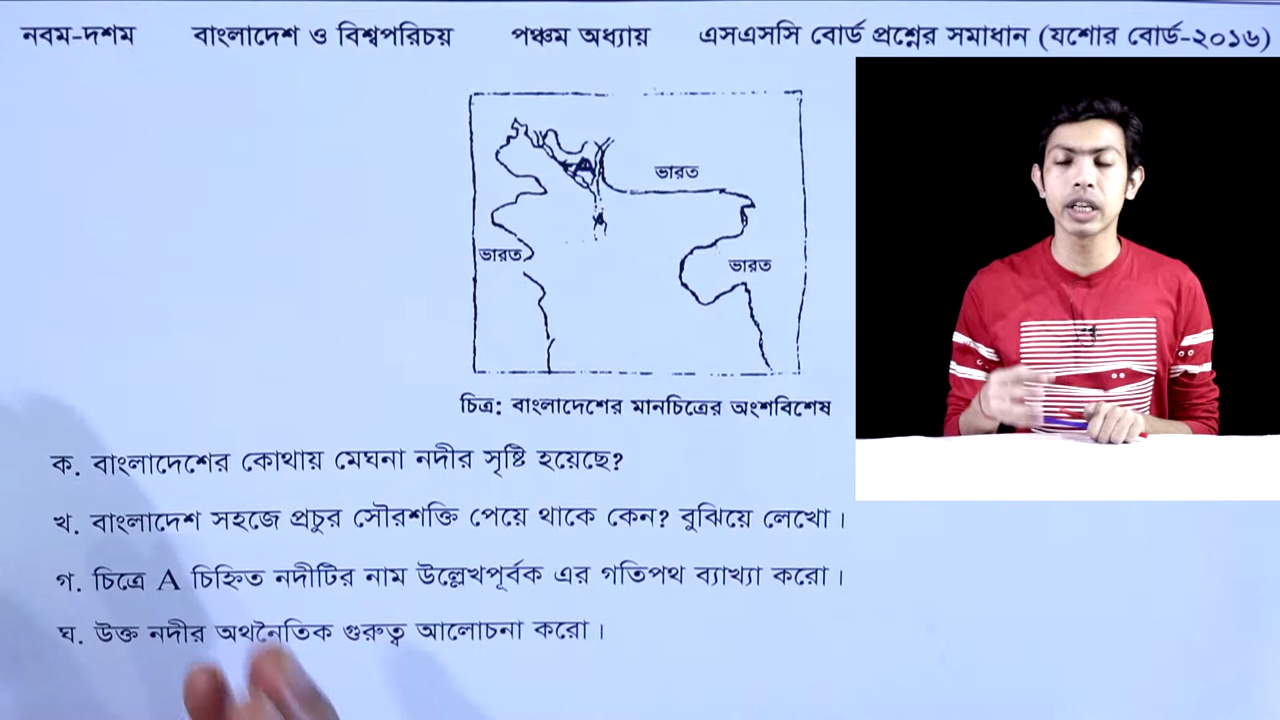 নবম-দশম বাংলাদেশ ও বিশ্বপরিচয় পঞ্চম অধ্যায় এসএসসি বোর্ড প্রশ্নের সমাধান (যশোর বোর্ড-২০১৬)
A
ভারত
ভারত
ভারত
চিত্র: বাংলাদেশের মানচিত্রের অংশবিশেষ
ক. বাংলাদেশের কোথায় মেঘনা নদীর সৃষ্টি হয়েছে?
খ. বাংলাদেশ সহজে প্রচুর সৌরশক্তি পেয়ে থাকে কেন? বুঝিয়ে লেখো।
গ. চিত্রে A চিহ্নিত নদীটির নাম উল্লেখপূর্বক এর গতিপথ ব্যাখ্যা করো।
ঘ. উক্ত নদীর অর্থনৈতিক গুরুত্ব আলোচনা করো।